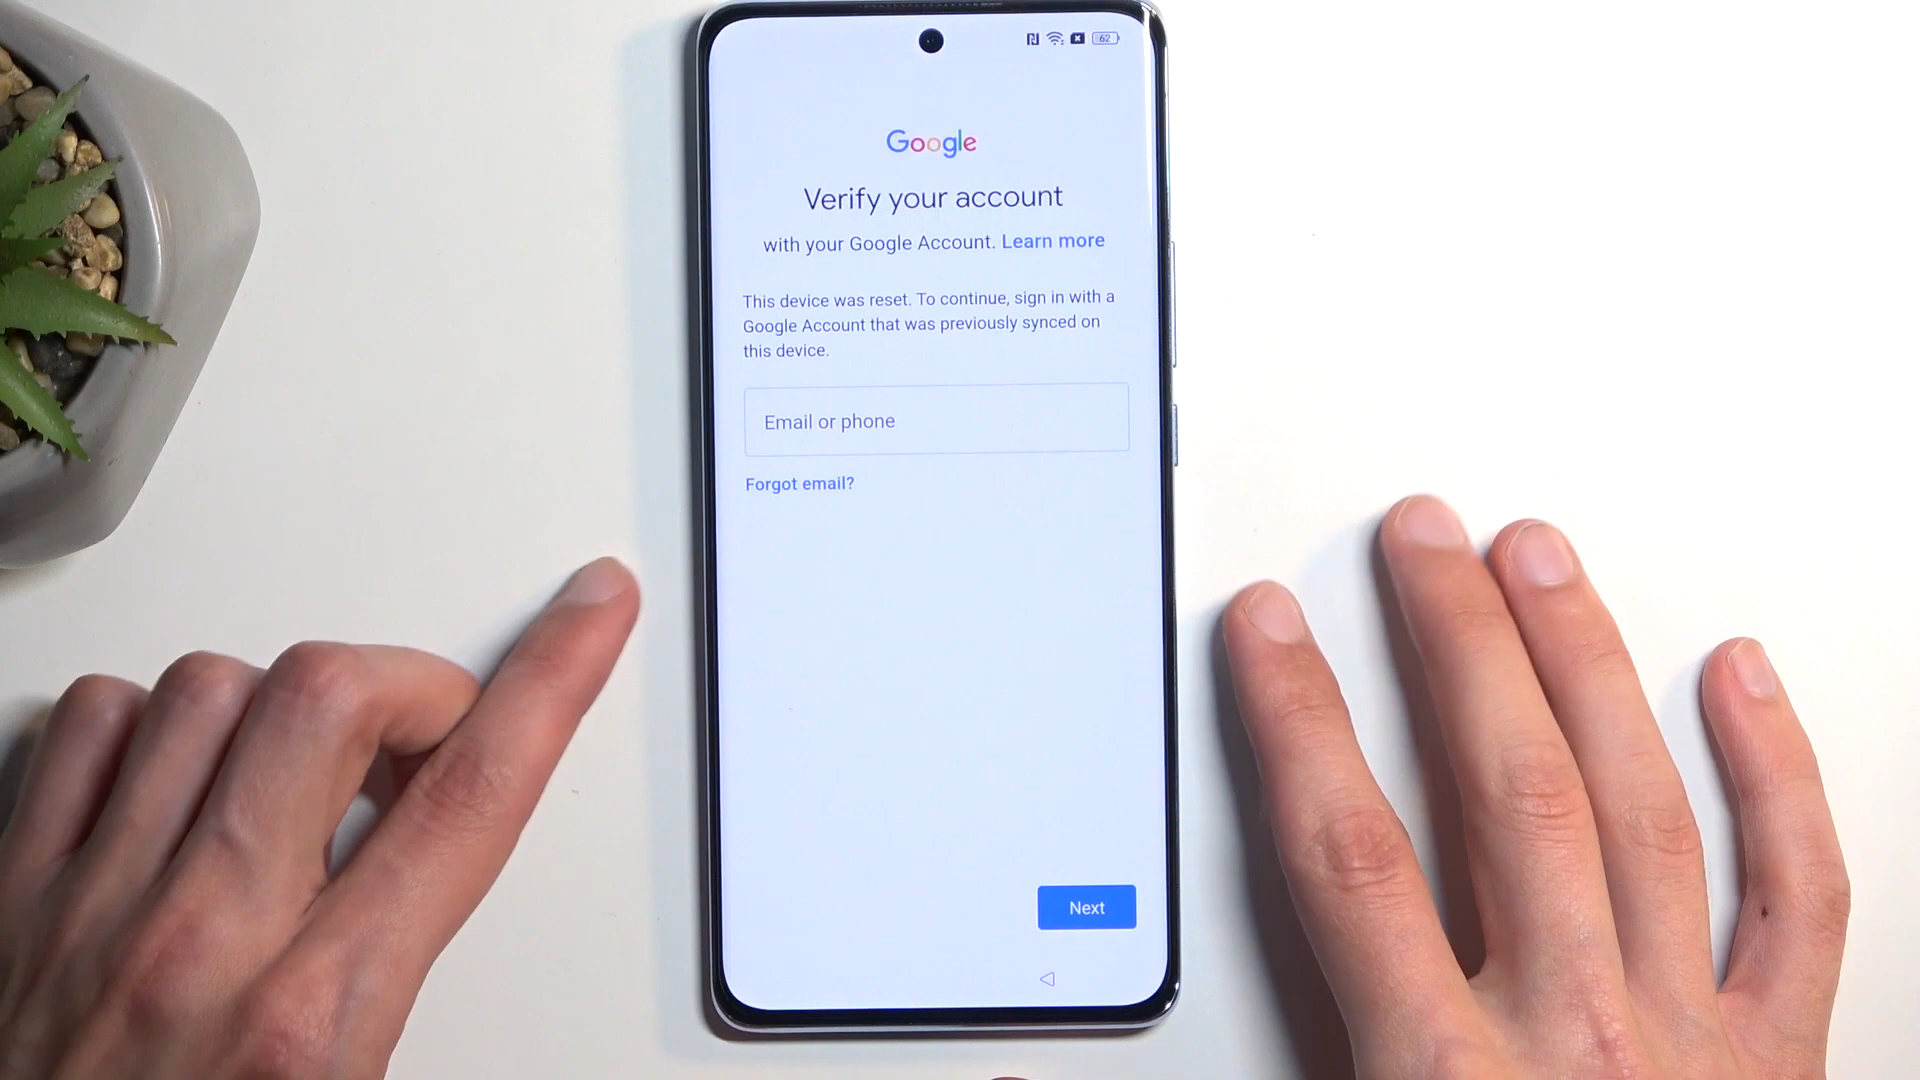 62
Google
Verify your account
with your Google Account. Learn more
This device was reset. To continue, sign in with a
Google Account that was previously synced on
this device.
Email or phone
Forgot email?
Next